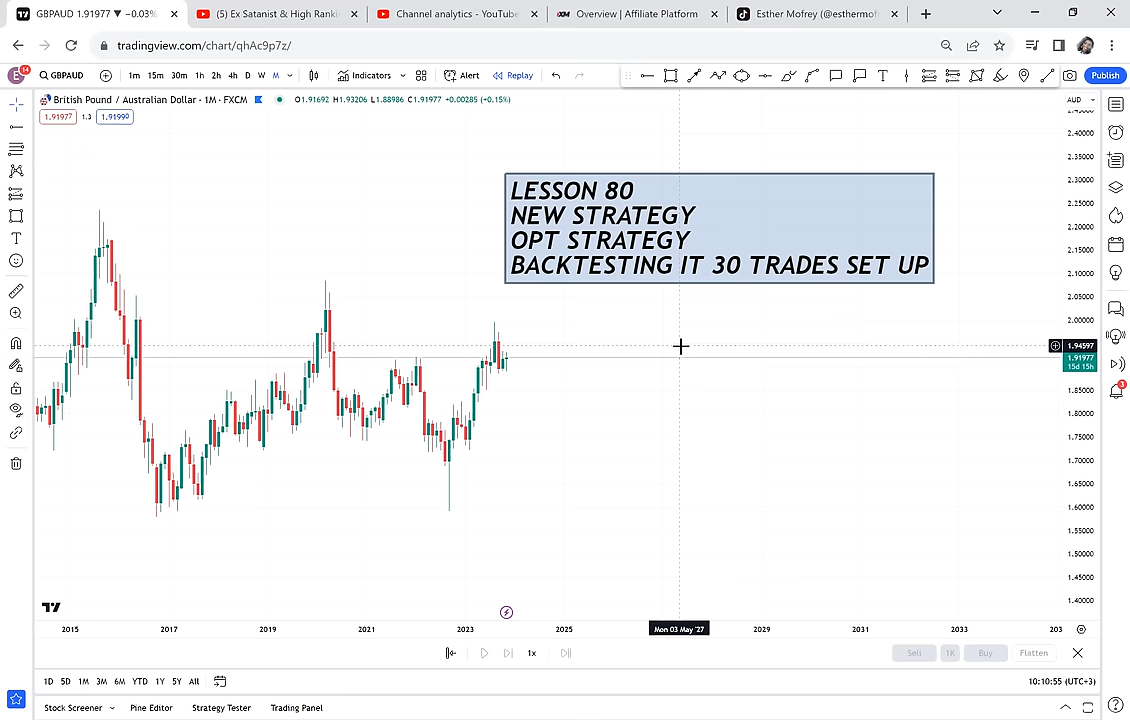 GBPAUD 1.91977 ▼ −0.03%
(5) Ex Satanist & High Ranki
Channel analytics - YouTube
XM Overview | Affiliate Platform
Esther Mofrey (@esthermof
tradingview.com/chart/qhAc9p7z/
E 14 GBPAUD 1m 15m 30m 1h 2h 4h D W M Indicators Alert Replay Publish
British Pound / Australian Dollar · 1M · FXCM O1.91692 H1.93206 L1.88986 C1.91977 +0.00285 (+0.15%) AUD
1.91977 1.3 1.91990
2.40000
2.35000
2.30000
2.25000
2.20000
2.15000
2.10000
2.05000
2.00000
1.94597
1.91977
15d 15h
1.85000
1.80000
1.75000
1.70000
1.65000
1.60000
1.55000
1.50000
1.45000
1.40000
LESSON 80
NEW STRATEGY
OPT STRATEGY
BACKTESTING IT 30 TRADES SET UP
3
2015 2017 2019 2021 2023 2025 Mon 03 May '27 2029 2031 2033 203
1x Sell 1K Buy Flatten
1D 5D 1M 3M 6M YTD 1Y 5Y All 10:10:55 (UTC+3)
Stock Screener Pine Editor Strategy Tester Trading Panel